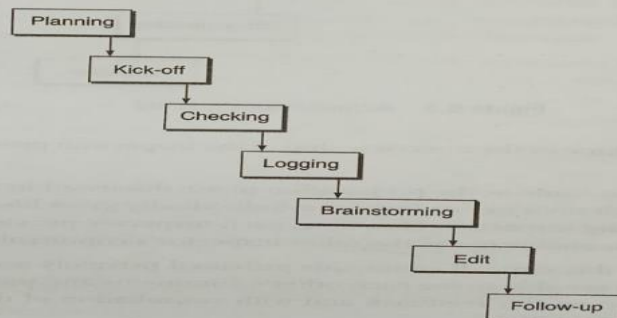 Planning
Kick-off
Checking
Logging
Brainstorming
Edit
Follow-up